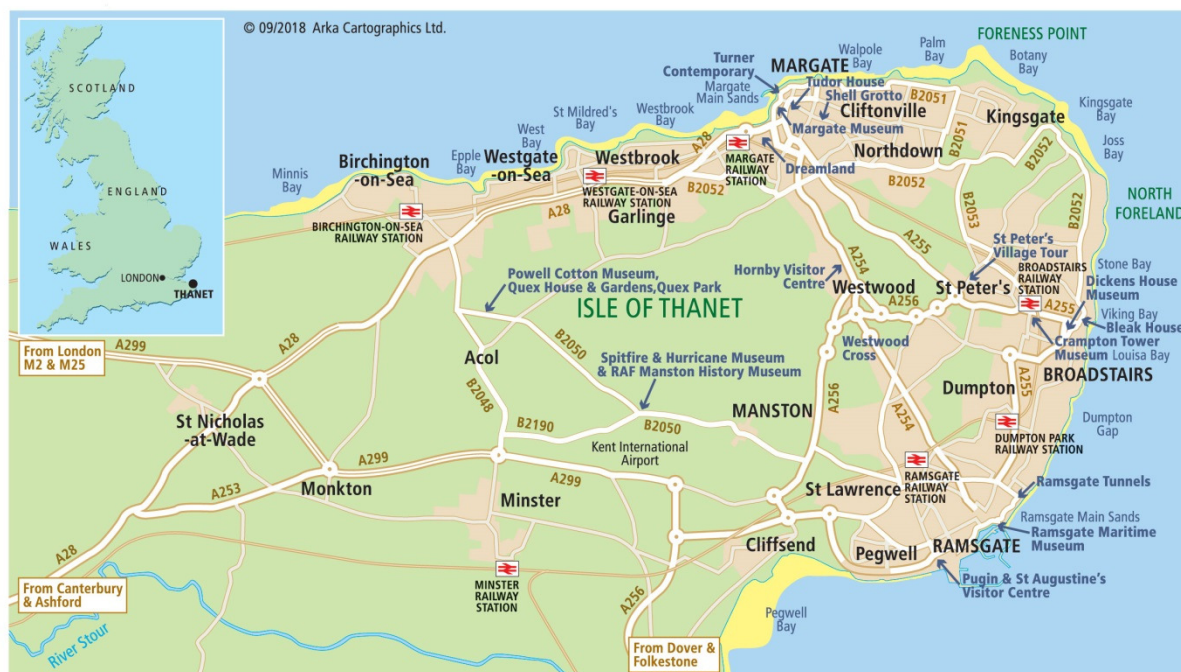 © 09/2018 Arka Cartographics Ltd.
SCOTLAND
ENGLAND
WALES
LONDON
THANET
FORENESS POINT
Botany
Bay
Palm
Bay
Walpole
Bay
MARGATE
Turner
Contemporary
Margate
Main Sands
Tudor House
Shell Grotto
Cliftonville
B2051
Kingsgate
Kingsgate
Bay
Joss
Bay
Margate Museum
Northdown
B2051
B2052
Dreamland
B2052
MARGATE
RAILWAY
STATION
Westbrook
Bay
St Mildred's
Bay
West
Bay
Epple
Bay
Minnis
Bay
Birchington
-on-Sea
Westgate
-on-Sea
Westbrook
A28
B2052
WESTGATE-ON-SEA
RAILWAY STATION
Garlinge
A28
BIRCHINGTON-ON-SEA
RAILWAY STATION
NORTH
FORELAND
B2053
B2052
A255
A254
St Peter's
Village Tour
BROADSTAIRS
RAILWAY
STATION
Stone Bay
Dickens House
Museum
Viking Bay
Bleak House
Crampton Tower
Museum
Louisa Bay
BROADSTAIRS
St Peter's
A255
A256
Hornby Visitor
Centre
Westwood
Westwood
Cross
Powell Cotton Museum,
Quex House & Gardens,Quex Park
ISLE OF THANET
B2050
Acol
Spitfire & Hurricane Museum
& RAF Manston History Museum
From London
M2 & M25
A299
A28
St Nicholas
-at-Wade
B2048
B2190
B2050
Kent International
Airport
MANSTON
A256
A254
Dumpton
A255
Dumpton
Gap
DUMPTON PARK
RAILWAY STATION
RAMSGATE
RAILWAY
STATION
St Lawrence
Ramsgate Tunnels
Ramsgate Main Sands
Ramsgate Maritime
Museum
RAMSGATE
Pegwell
Pugin & St Augustine's
Visitor Centre
Cliffsend
Pegwell
Bay
A299
A299
Monkton
A253
Minster
MINSTER
RAILWAY
STATION
A28
From Canterbury
& Ashford
River Stour
A256
From Dover &
Folkestone